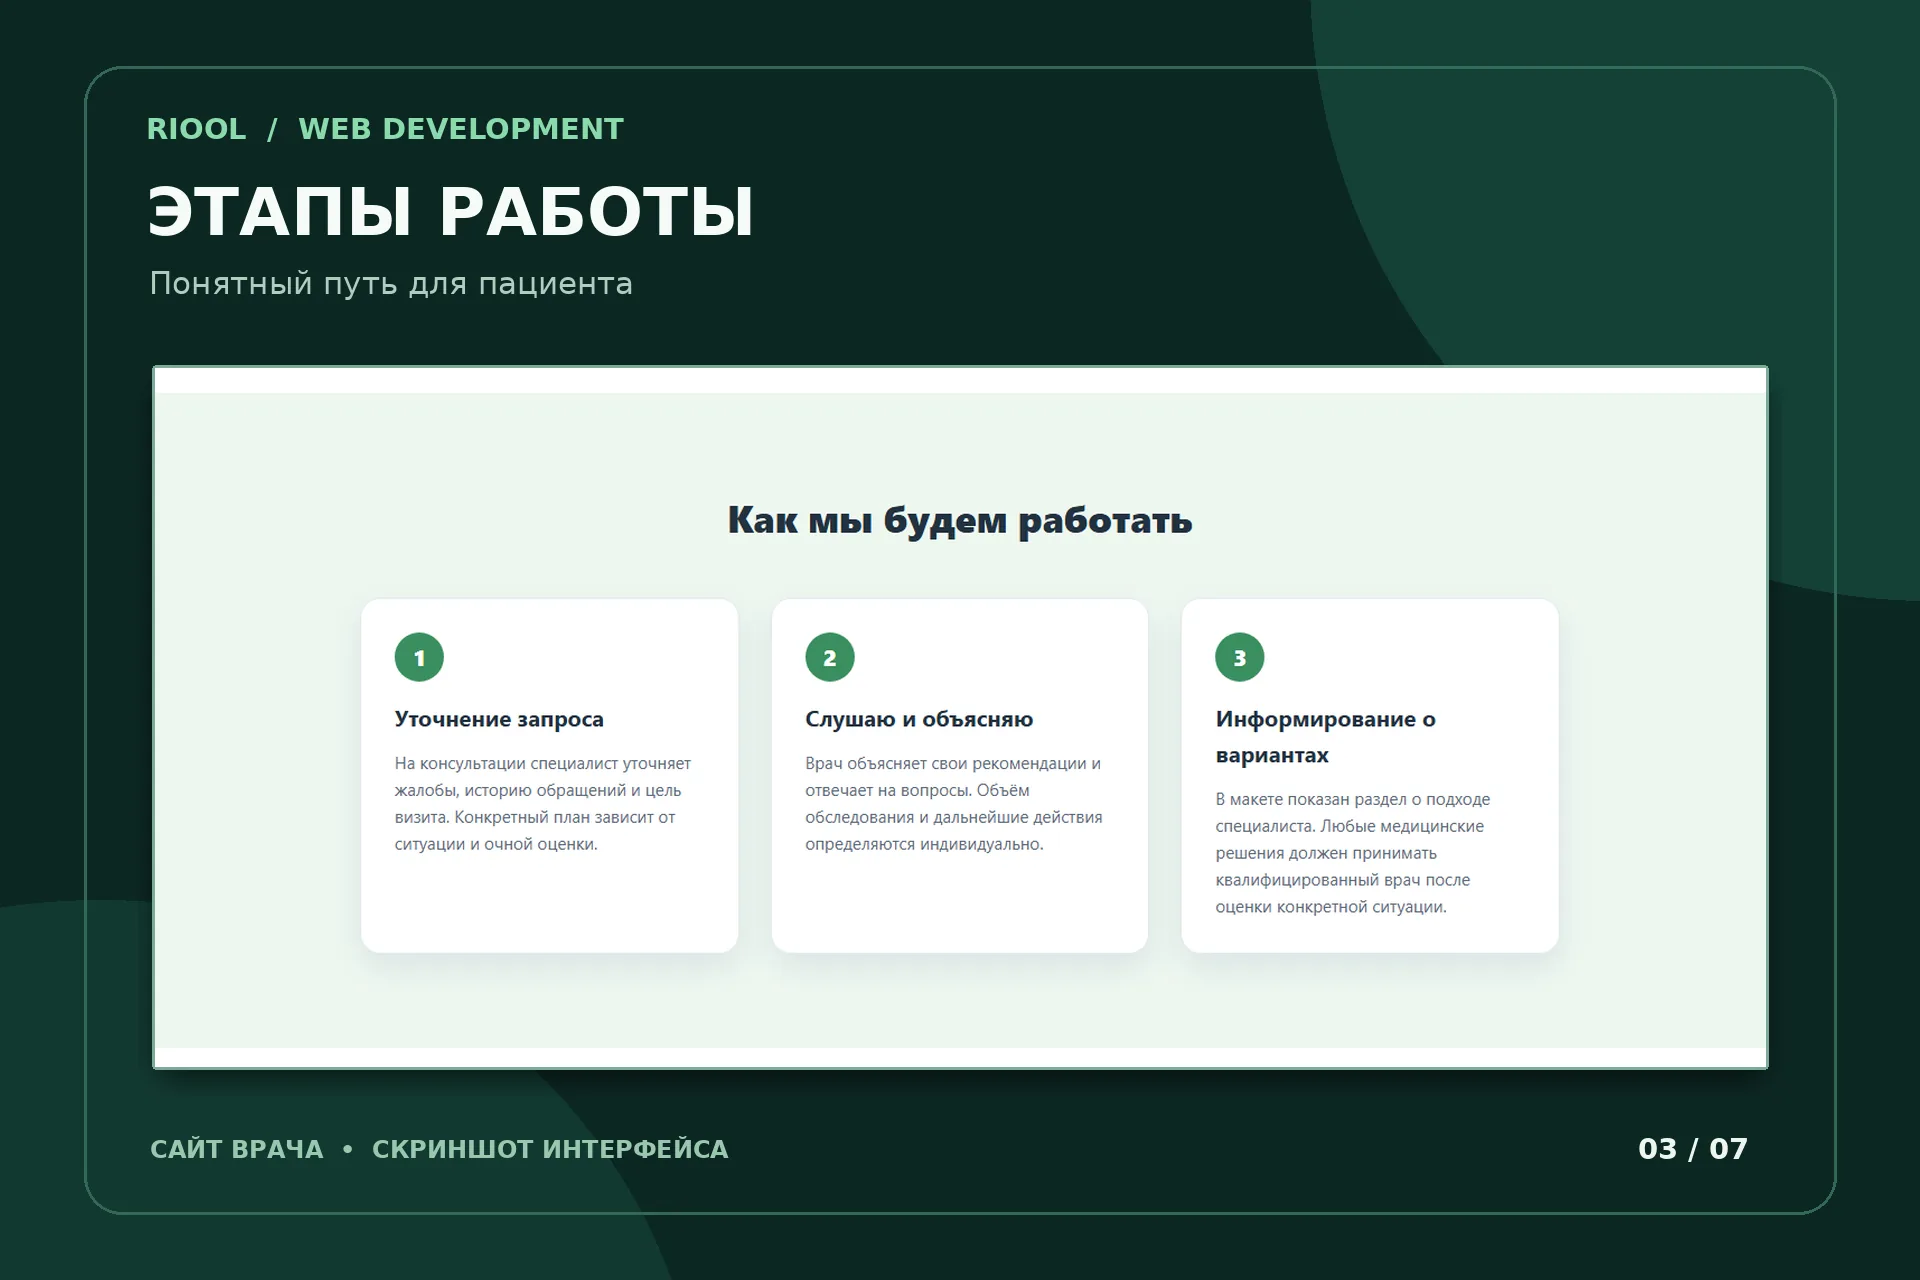 RIOOL / WEB DEVELOPMENT
ЭТАПЫ РАБОТЫ
Понятный путь для пациента
Как мы будем работать
1
Уточнение запроса
На консультации специалист уточняет
жалобы, историю обращений и цель
визита. Конкретный план зависит от
ситуации и очной оценки.
2
Слушаю и объясняю
Врач объясняет свои рекомендации и
отвечает на вопросы. Объём
обследования и дальнейшие действия
определяются индивидуально.
3
Информирование о
вариантах
В макете показан раздел о подходе
специалиста. Любые медицинские
решения должен принимать
квалифицированный врач после
оценки конкретной ситуации.
САЙТ ВРАЧА • СКРИНШОТ ИНТЕРФЕЙСА
03 / 07